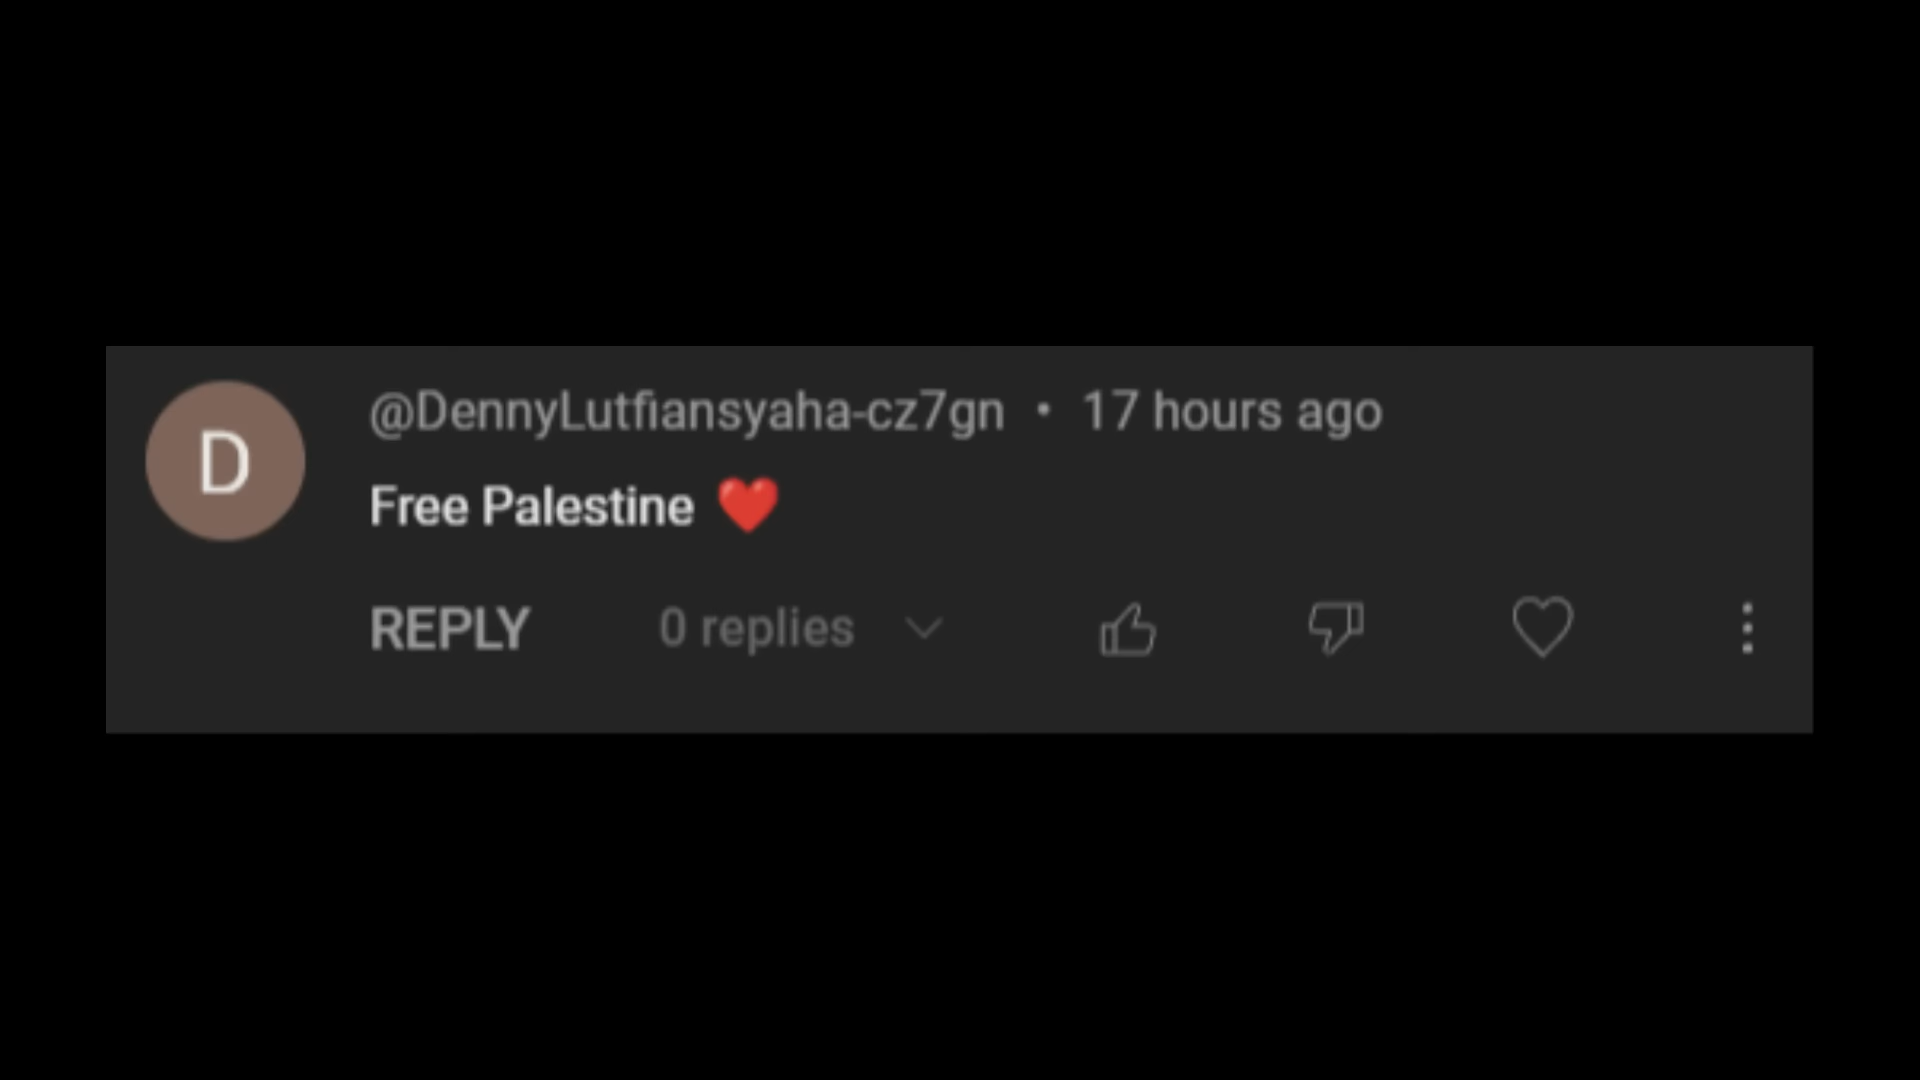 D
@DennyLutfiansyaha-cz7gn • 17 hours ago
Free Palestine ❤️
REPLY 0 replies